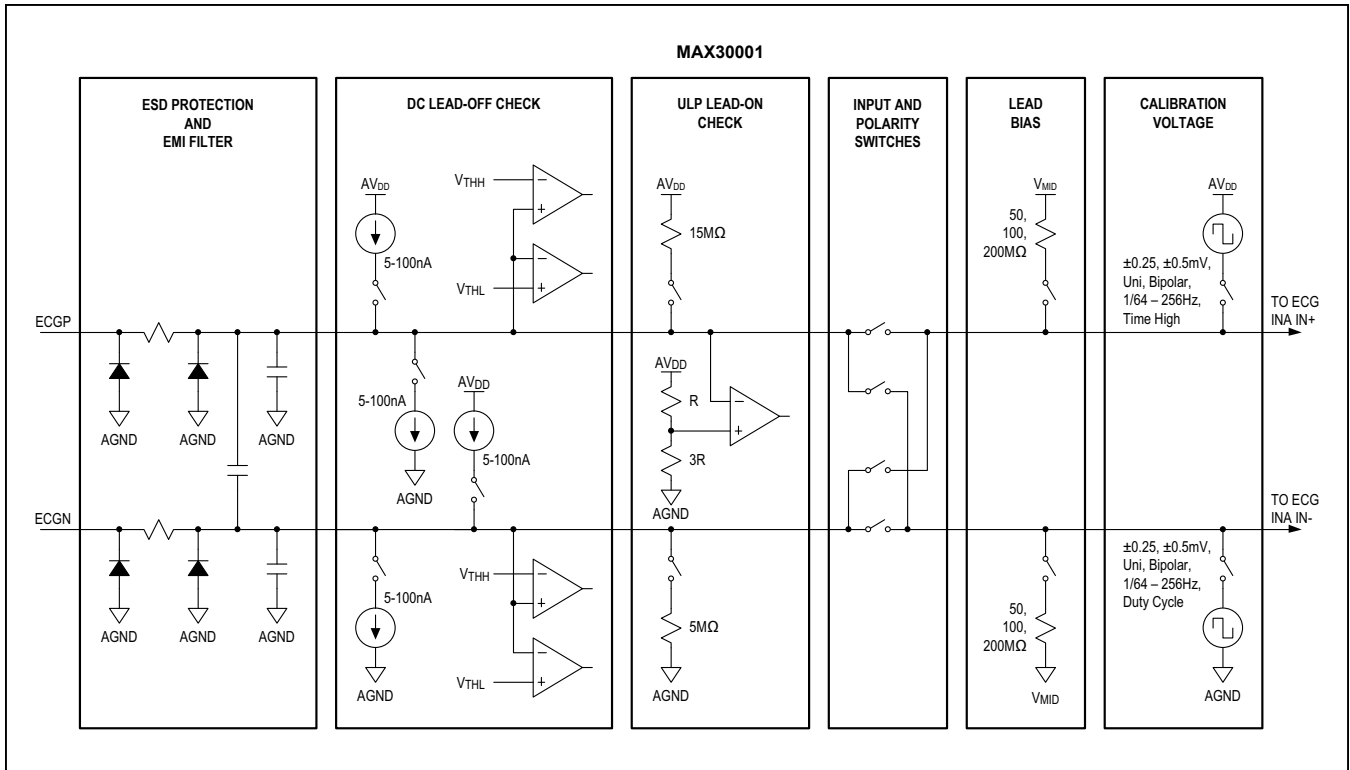 MAX30001
ESD PROTECTION
AND
EMI FILTER
DC LEAD-OFF CHECK
ULP LEAD-ON
CHECK
INPUT AND
POLARITY
SWITCHES
LEAD
BIAS
CALIBRATION
VOLTAGE
ECGP
AGND
AGND
AGND
ECGN
AGND
AGND
AGND
AVDD
5-100nA
VTHH
VTHL
5-100nA
AGND
AVDD
5-100nA
5-100nA
AGND
VTHH
VTHL
AVDD
15MΩ
AVDD
R
3R
AGND
5MΩ
AGND
VMID
50,
100,
200MΩ
50,
100,
200MΩ
VMID
AVDD
±0.25, ±0.5mV,
Uni, Bipolar,
1/64 – 256Hz,
Time High
TO ECG
INA IN+
TO ECG
INA IN-
±0.25, ±0.5mV,
Uni, Bipolar,
1/64 – 256Hz,
Duty Cycle
AGND